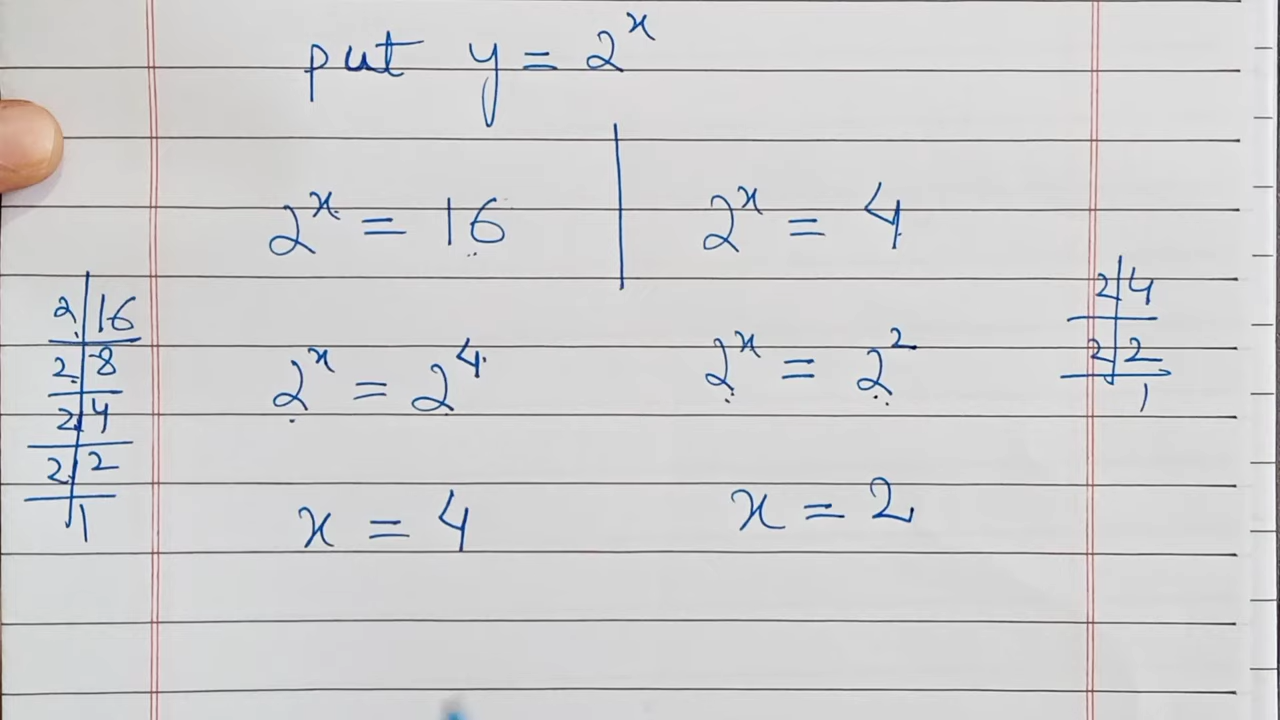 put y = 2^x
2^x = 16 | 2^x = 4
2 | 16
2 | 8
2 | 4
2 | 2
1
2 | 4
2 | 2
1
2^x = 2^4 2^x = 2^2
x = 4 x = 2